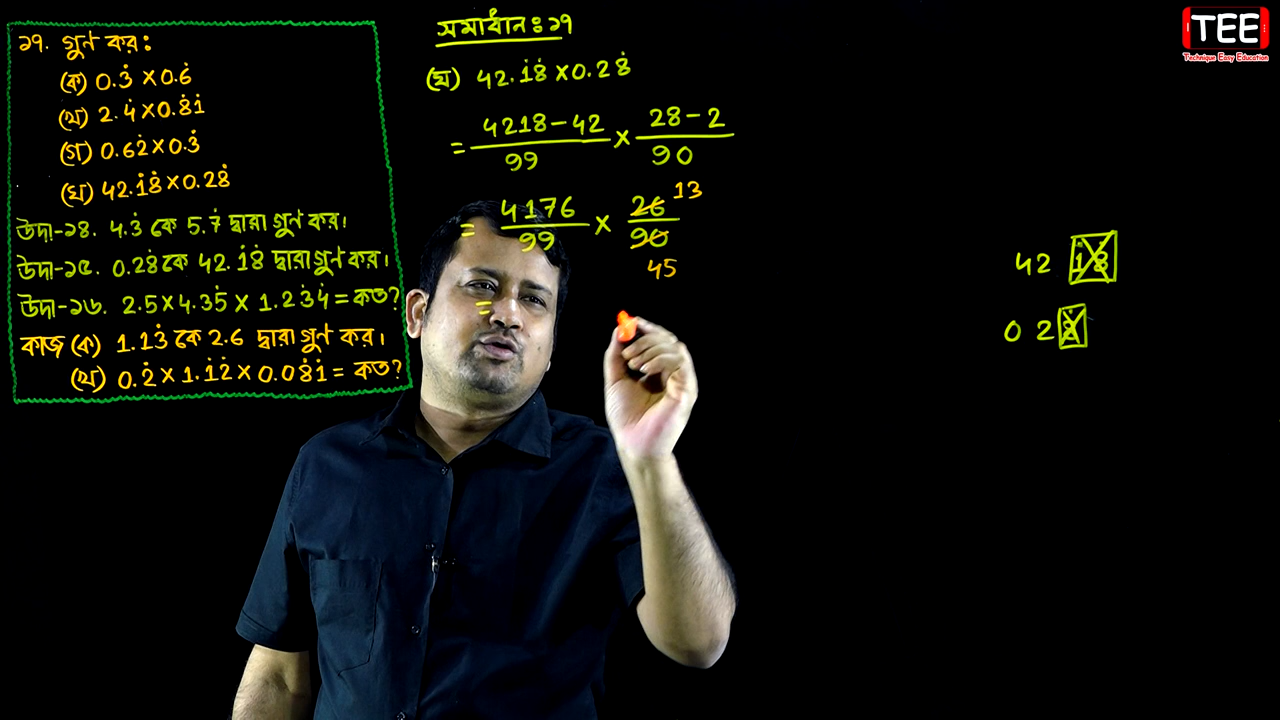 ১৭. গুণ কর:
(ক) 0.3̇ × 0.6̇
(খ) 2.4̇ × 0.8̇1̇
(গ) 0.62̇ × 0.3̇
(ঘ) 42.1̇8̇ × 0.28̇
উদা-১৪. 4.3̇ কে 5.7̇ দ্বারা গুণ কর।
উদা-১৫. 0.28̇ কে 42.1̇8̇ দ্বারা গুণ কর।
উদা-১৬. 2.5 × 4.35̇ × 1.23̇4̇ = কত?
কাজ (ক) 1.13̇ কে 2.6 দ্বারা গুণ কর।
(খ) 0.2̇ × 1.1̇2̇ × 0.08̇1̇ = কত?
সমাধানঃ ১৭
(ঘ) 42.1̇8̇ × 0.28̇
= 4218 – 42 / 99 × 28 – 2 / 90
= 4176 / 99 × 26 / 90 13 45
=
42 18
0 28
TEE
Technique Easy Education